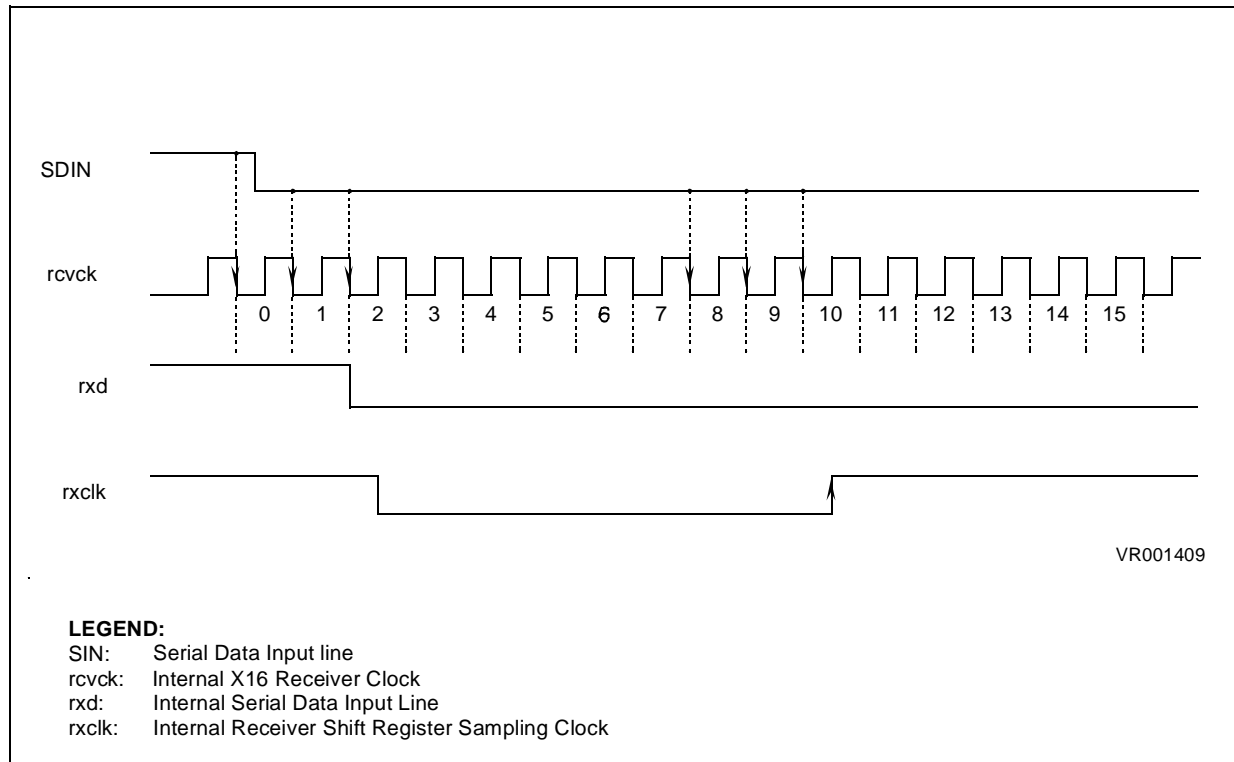 SDIN
rcvck
0 1 2 3 4 5 6 7 8 9 10 11 12 13 14 15
rxd
rxclk
VR001409
LEGEND:
SIN: Serial Data Input line
rcvck: Internal X16 Receiver Clock
rxd: Internal Serial Data Input Line
rxclk: Internal Receiver Shift Register Sampling Clock